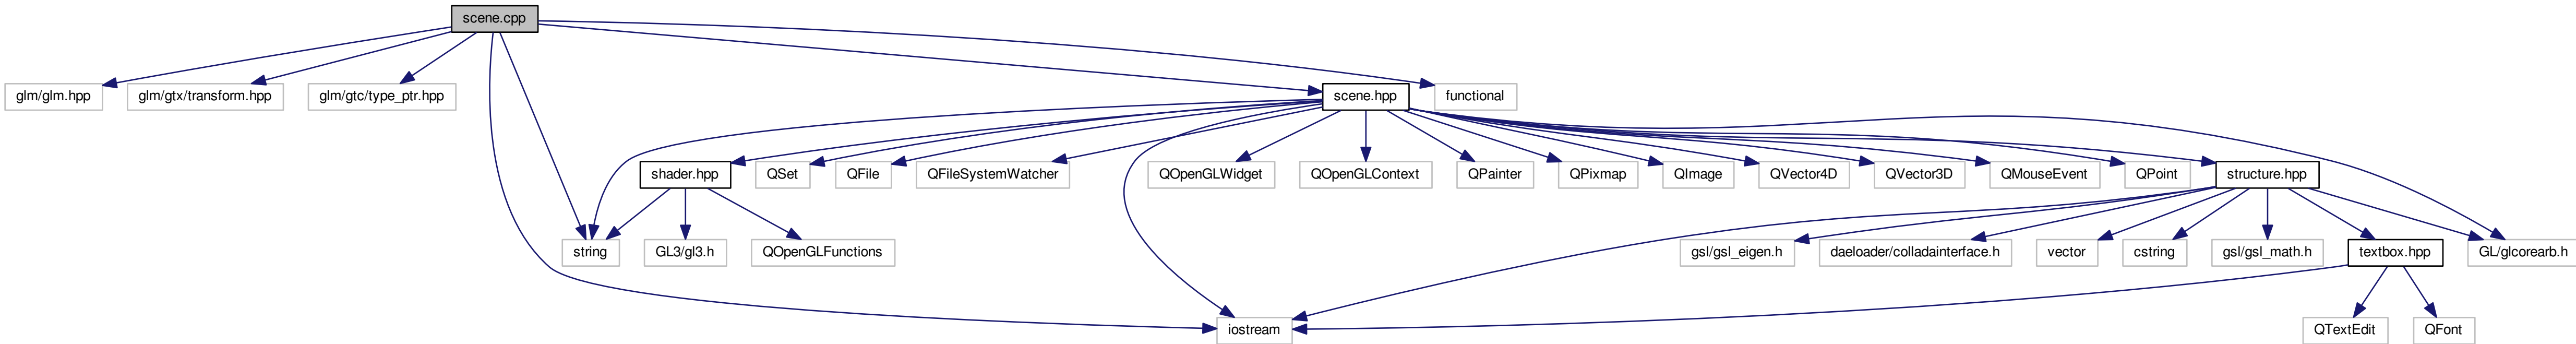 scene.cpp
glm/glm.hpp
glm/gtx/transform.hpp
glm/gtc/type_ptr.hpp
scene.hpp
functional
shader.hpp
QSet
QFile
QFileSystemWatcher
QOpenGLWidget
QOpenGLContext
QPainter
QPixmap
QImage
QVector4D
QVector3D
QMouseEvent
QPoint
structure.hpp
string
GL3/gl3.h
QOpenGLFunctions
gsl/gsl_eigen.h
daeloader/colladainterface.h
vector
cstring
gsl/gsl_math.h
textbox.hpp
GL/glcorearb.h
iostream
QTextEdit
QFont